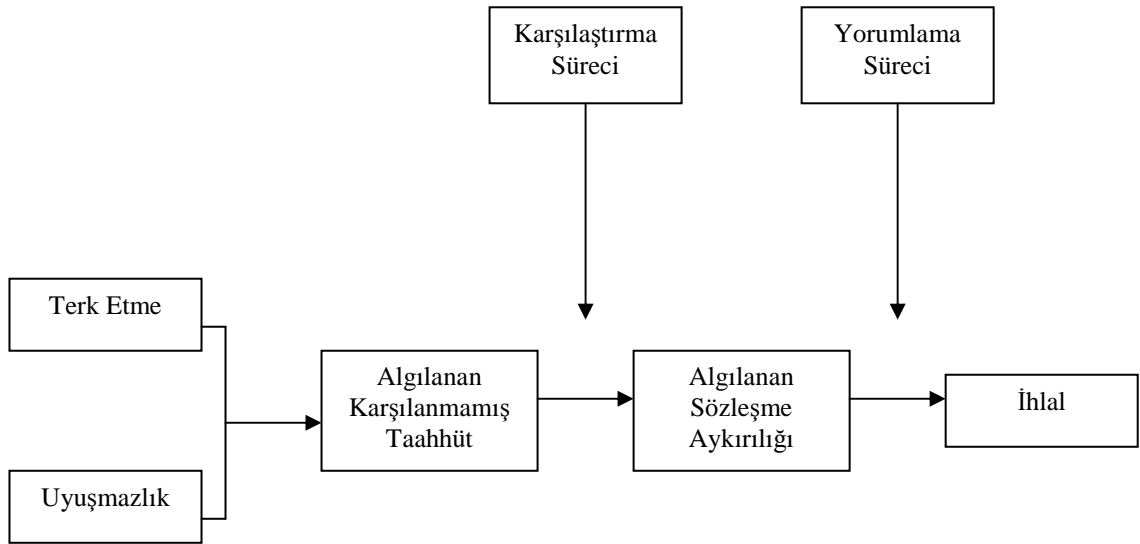 Karşılaştırma
Süreci
Yorumlama
Süreci
Terk Etme
Uyuşmazlık
Algılanan
Karşılanmamış
Taahhüt
Algılanan
Sözleşme
Aykırılığı
İhlal